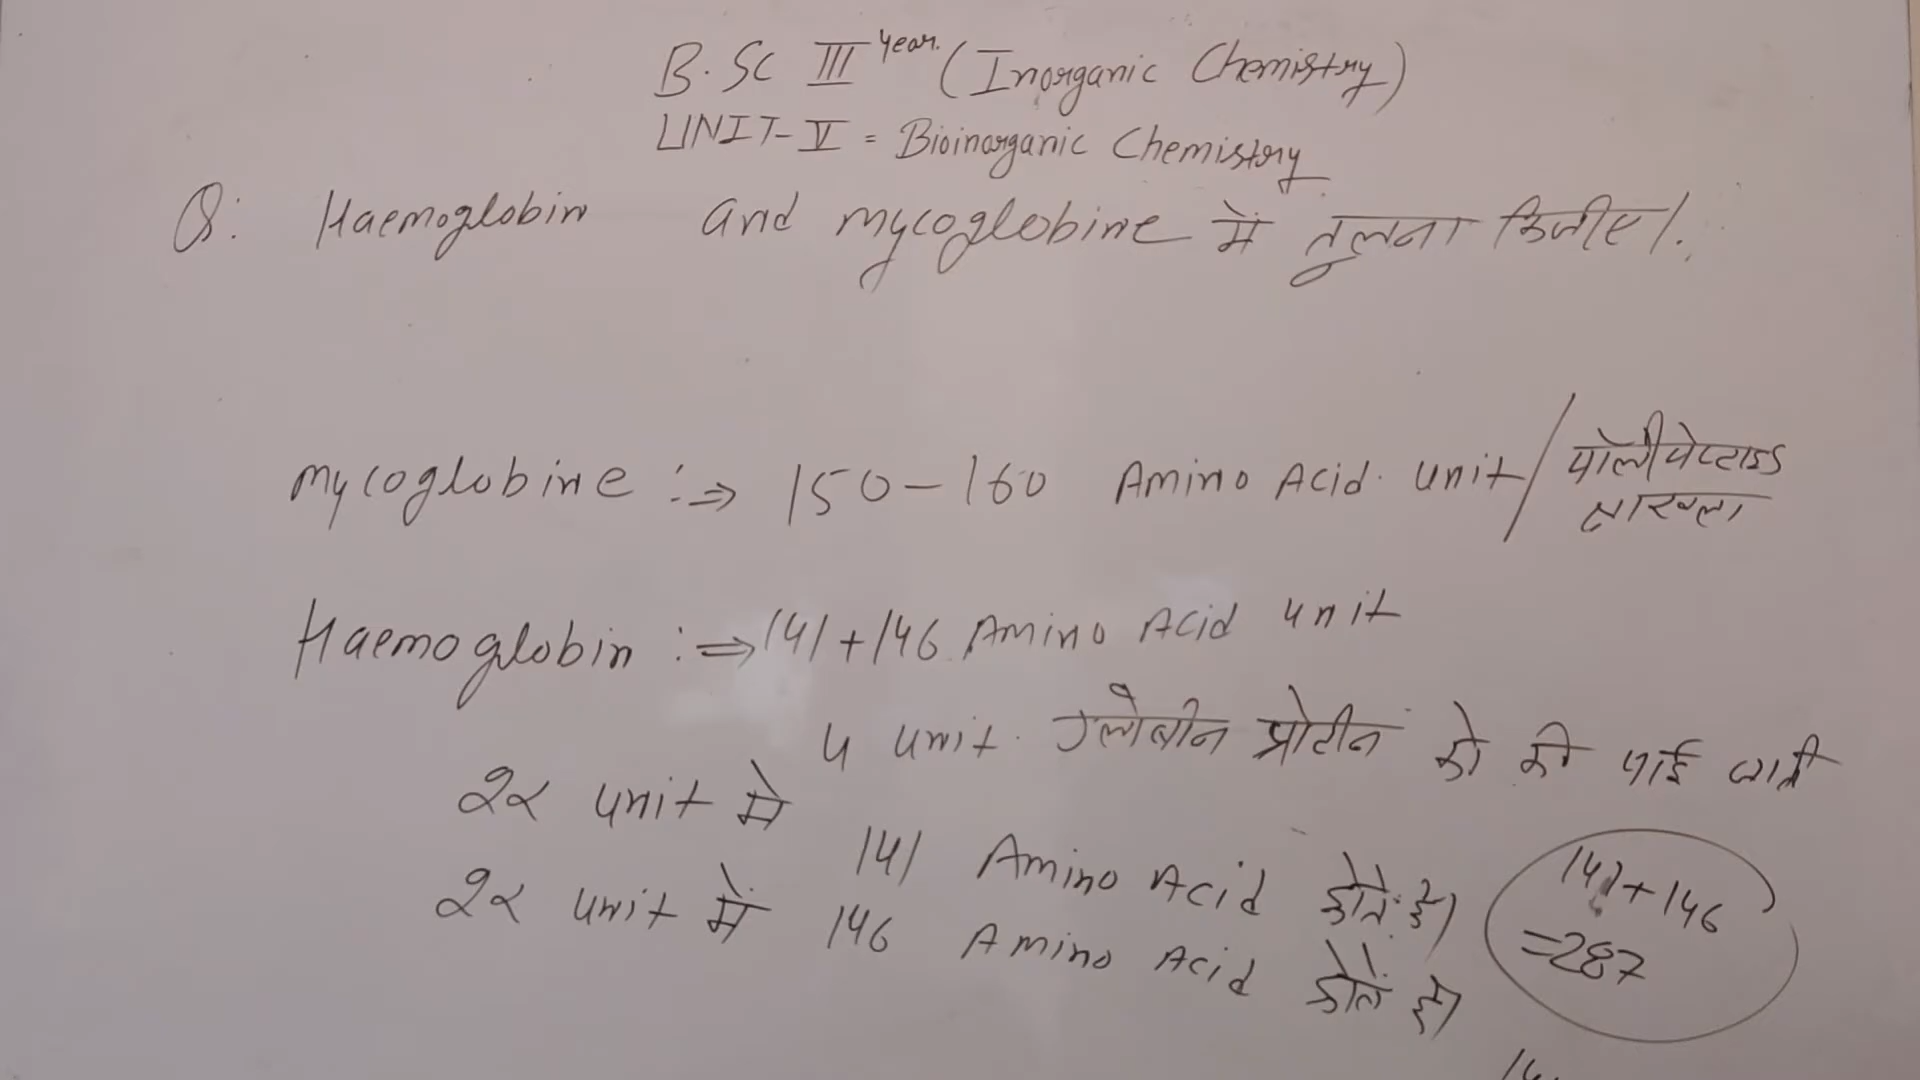 B.Sc III year. (Inorganic Chemistry)
UNIT-V = Bioinorganic Chemistry
Q: Haemoglobin and mycoglobine में तुलना किजीए।
mycoglobine :⇒ 150-160 Amino Acid unit / पोलीपेप्टाइड
Haemoglobin :⇒ 141+146 Amino Acid unit
4 unit ग्लोबीन प्रोटीन
2α unit मे
141 Amino Acid होते है।
2α unit में 146 Amino Acid होते है।
141+146
=287